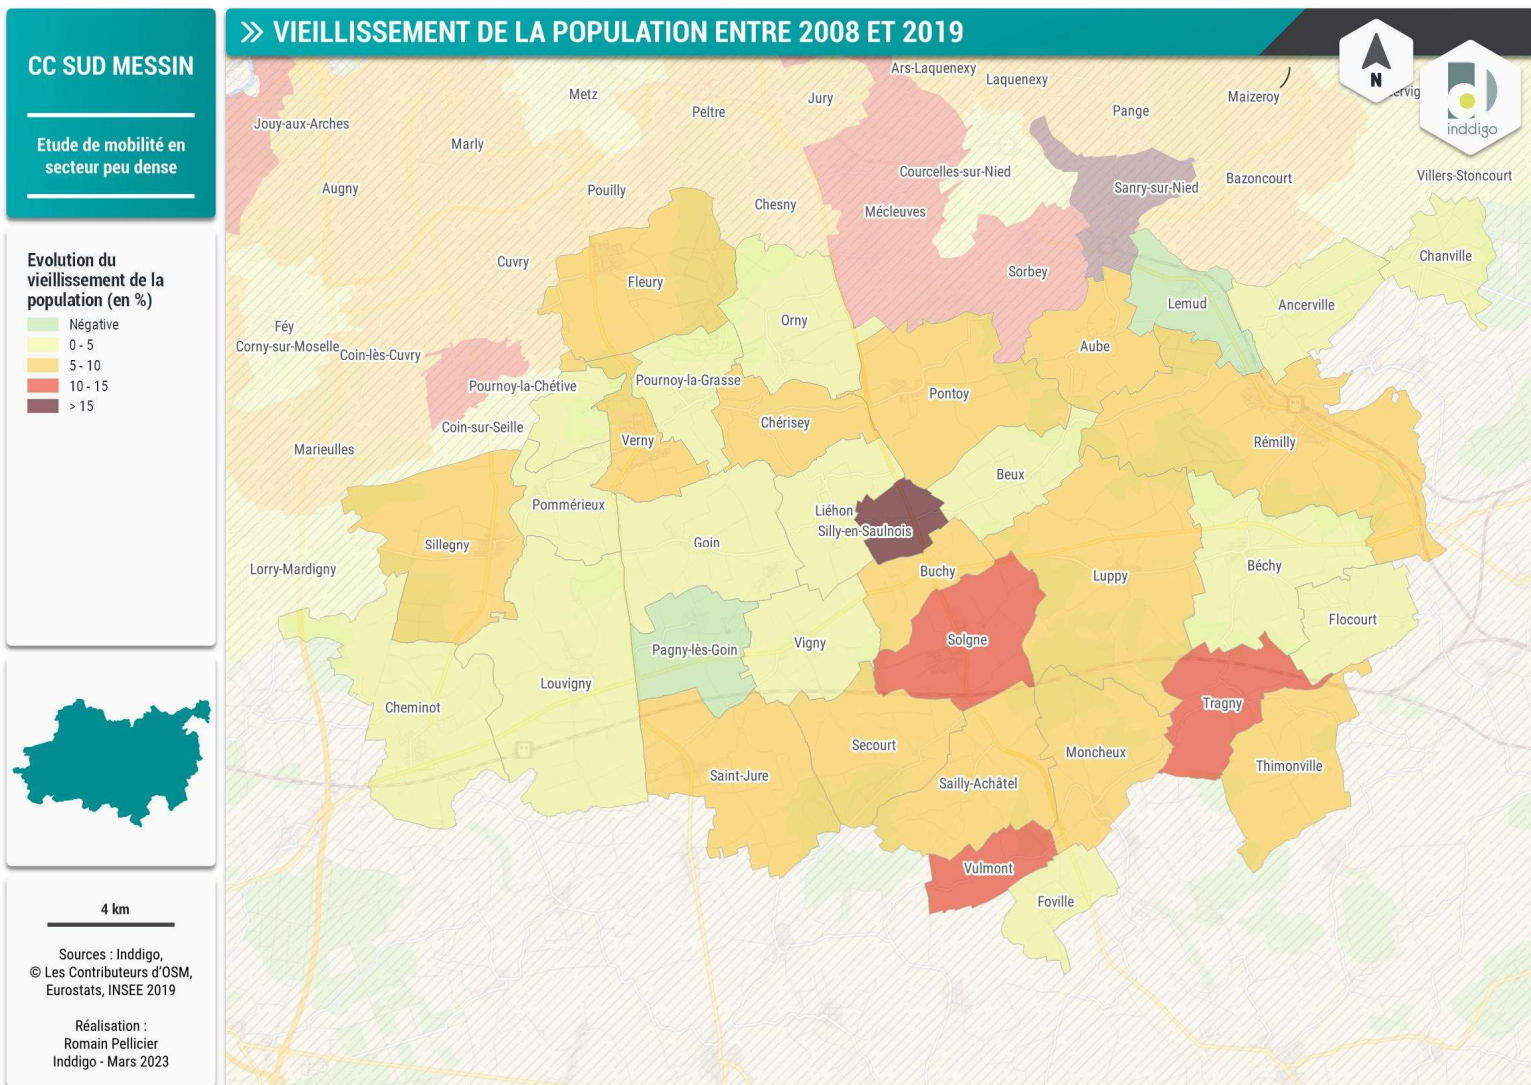 CC SUD MESSIN
Etude de mobilité en
secteur peu dense
» VIEILLISSEMENT DE LA POPULATION ENTRE 2008 ET 2019
N
inddigo
Evolution du
vieillissement de la
population (en %)
Négative
0 - 5
5 - 10
10 - 15
> 15
4 km
Sources : Inddigo,
© Les Contributeurs d'OSM,
Eurostats, INSEE 2019
Réalisation :
Romain Pellicier
Inddigo - Mars 2023
Ars-Laquenexy
Laquenexy
Metz
Jury
Maizeroy
Peltre
Pange
Jouy-aux-Arches
Marly
Courcelles-sur-Nied
Villers-Stoncourt
Bazoncourt
Augny
Pouilly
Sanry-sur-Nied
Chesny
Mécleuves
Chanville
Cuvry
Sorbey
Fleury
Lemud
Ancerville
Orny
Féy
Corny-sur-Moselle
Coin-lès-Cuvry
Aube
Pournoy-la-Chétive
Pournoy-la-Grasse
Pontoy
Chérisey
Coin-sur-Seille
Verny
Rémilly
Marieulles
Beux
Pommérieux
Liéhon
Silly-en-Saulnois
Sillegny
Goin
Lorry-Mardigny
Buchy
Luppy
Béchy
Flocourt
Solgne
Vigny
Pagny-lès-Goin
Louvigny
Cheminot
Tragny
Secourt
Moncheux
Thimonville
Saint-Jure
Sailly-Achâtel
Vulmont
Foville